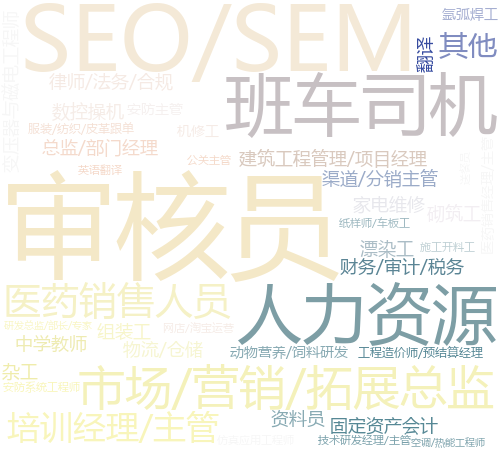 氩弧焊工
SEO/SEM
翻译
其他
律师/法务/合规
班车司机
数控操机
安防主管
服装/纺织/皮革跟单
机修工
总监/部门经理
公关主管
建筑工程管理/项目经理
英语翻译
渠道/分销主管
审核员
家电维修
砌筑工
纸样师/车板工
漂染工
施工开料工
财务/审计/税务
医药销售人员
人力资源
组装工
中学教师
物流/仓储
动物营养/饲料研发
工程造价师/预结算经理
杂工
市场/营销/拓展总监
培训经理/主管
资料员
固定资产会计
技术研发经理/主管
空调/热能工程师